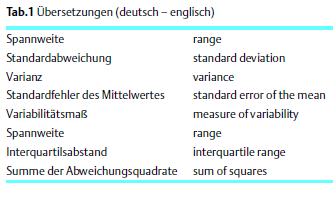 Tab.1 Übersetzungen (deutsch – englisch)
Spannweite range
Standardabweichung standard deviation
Varianz variance
Standardfehler des Mittelwertes standard error of the mean
Variabilitätsmaß measure of variability
Spannweite range
Interquartilsabstand interquartile range
Summe der Abweichungsquadrate sum of squares